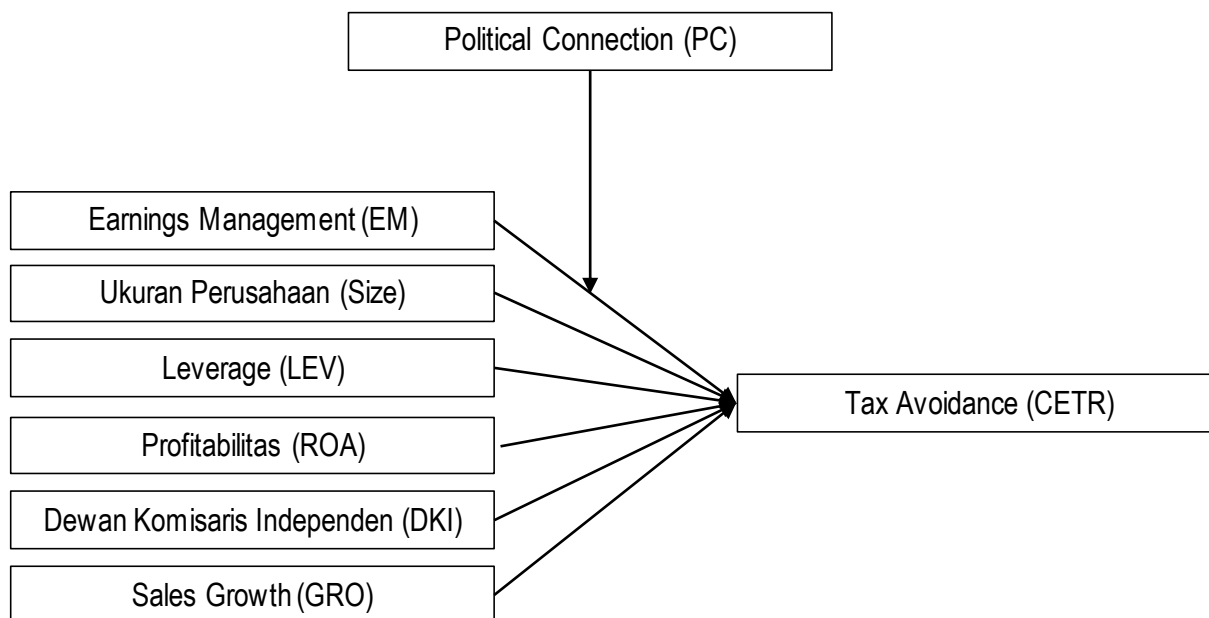 Political Connection (PC)
Earnings Management (EM)
Ukuran Perusahaan (Size)
Leverage (LEV)
Profitabilitas (ROA)
Tax Avoidance (CETR)
Dewan Komisaris Independen (DKI)
Sales Growth (GRO)